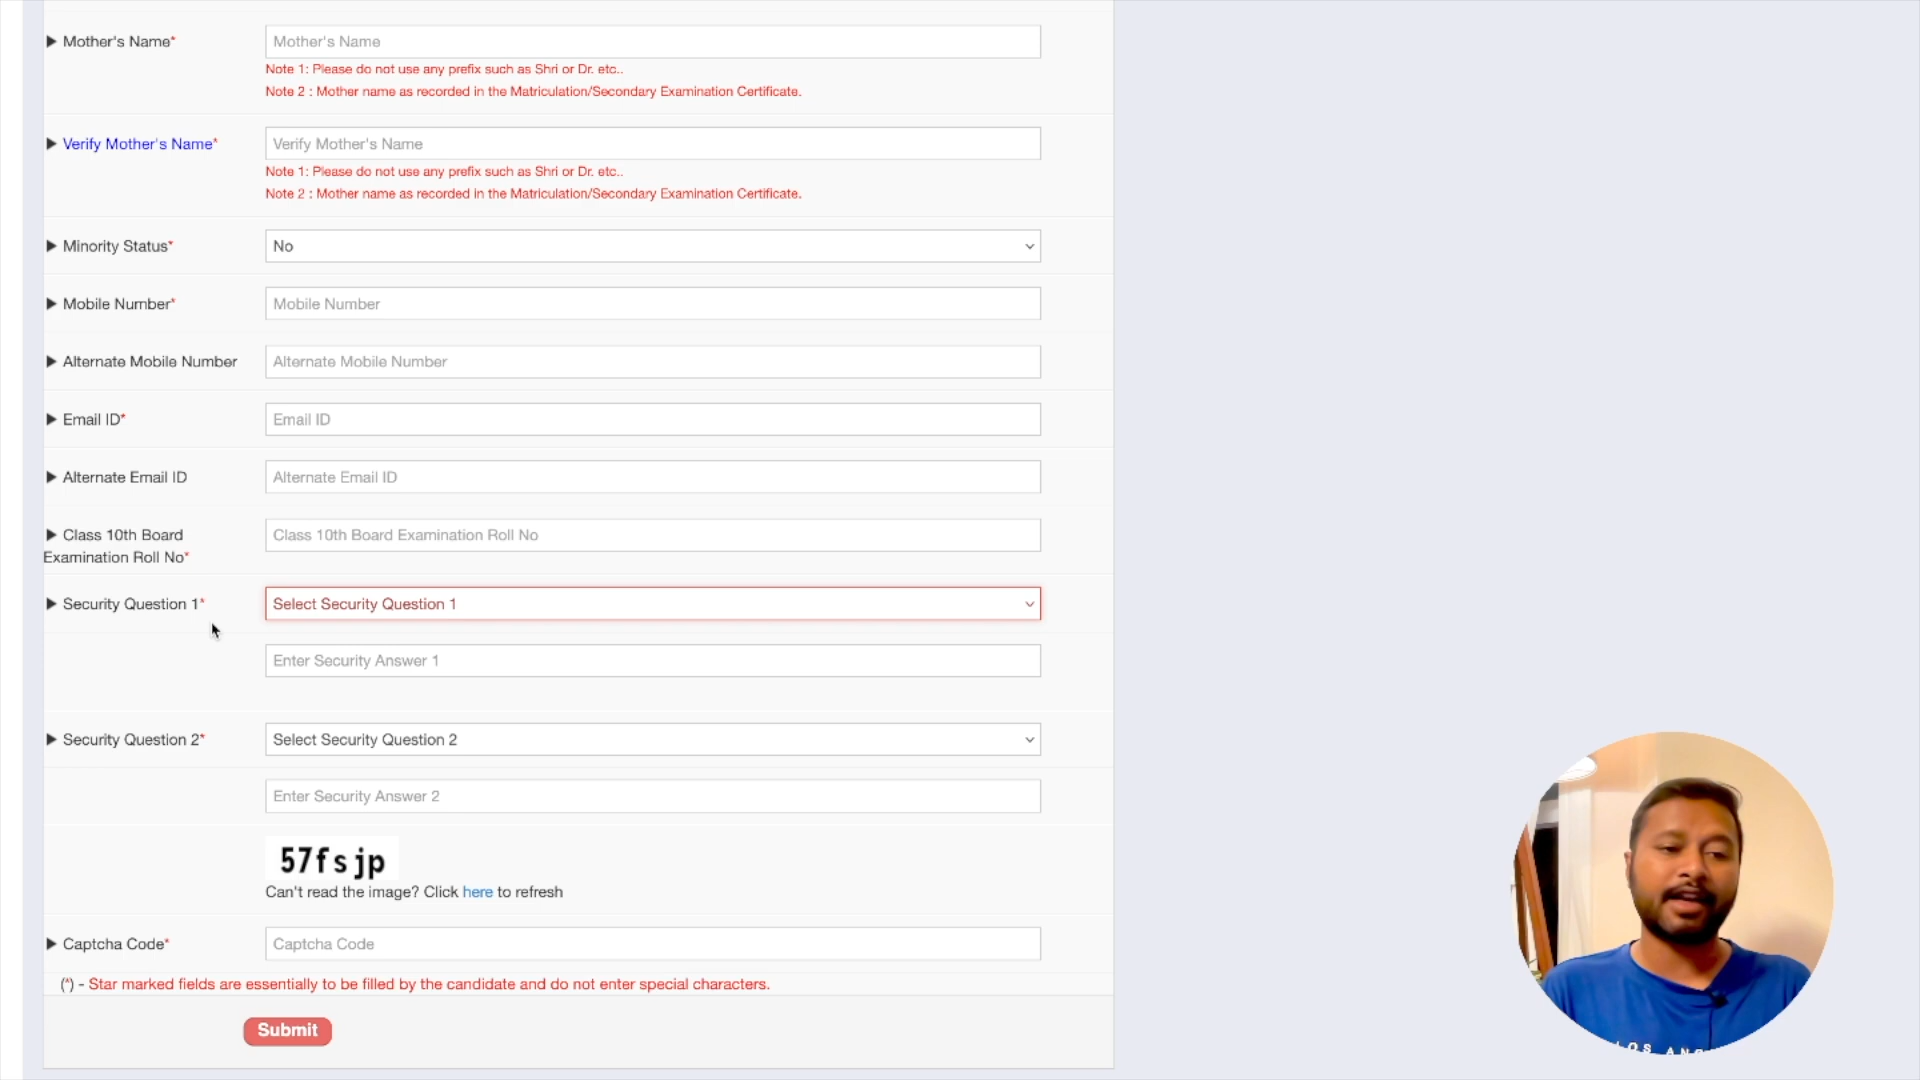 Mother's Name*
Mother's Name
Note 1: Please do not use any prefix such as Shri or Dr. etc..
Note 2 : Mother name as recorded in the Matriculation/Secondary Examination Certificate.
Verify Mother's Name*
Verify Mother's Name
Note 1: Please do not use any prefix such as Shri or Dr. etc..
Note 2 : Mother name as recorded in the Matriculation/Secondary Examination Certificate.
Minority Status*
No
Mobile Number*
Mobile Number
Alternate Mobile Number
Alternate Mobile Number
Email ID*
Email ID
Alternate Email ID
Alternate Email ID
Class 10th Board
Examination Roll No*
Class 10th Board Examination Roll No
Security Question 1*
Select Security Question 1
Enter Security Answer 1
Security Question 2*
Select Security Question 2
Enter Security Answer 2
57fsjp
Can't read the image? Click here to refresh
Captcha Code*
Captcha Code
(*) - Star marked fields are essentially to be filled by the candidate and do not enter special characters.
Submit